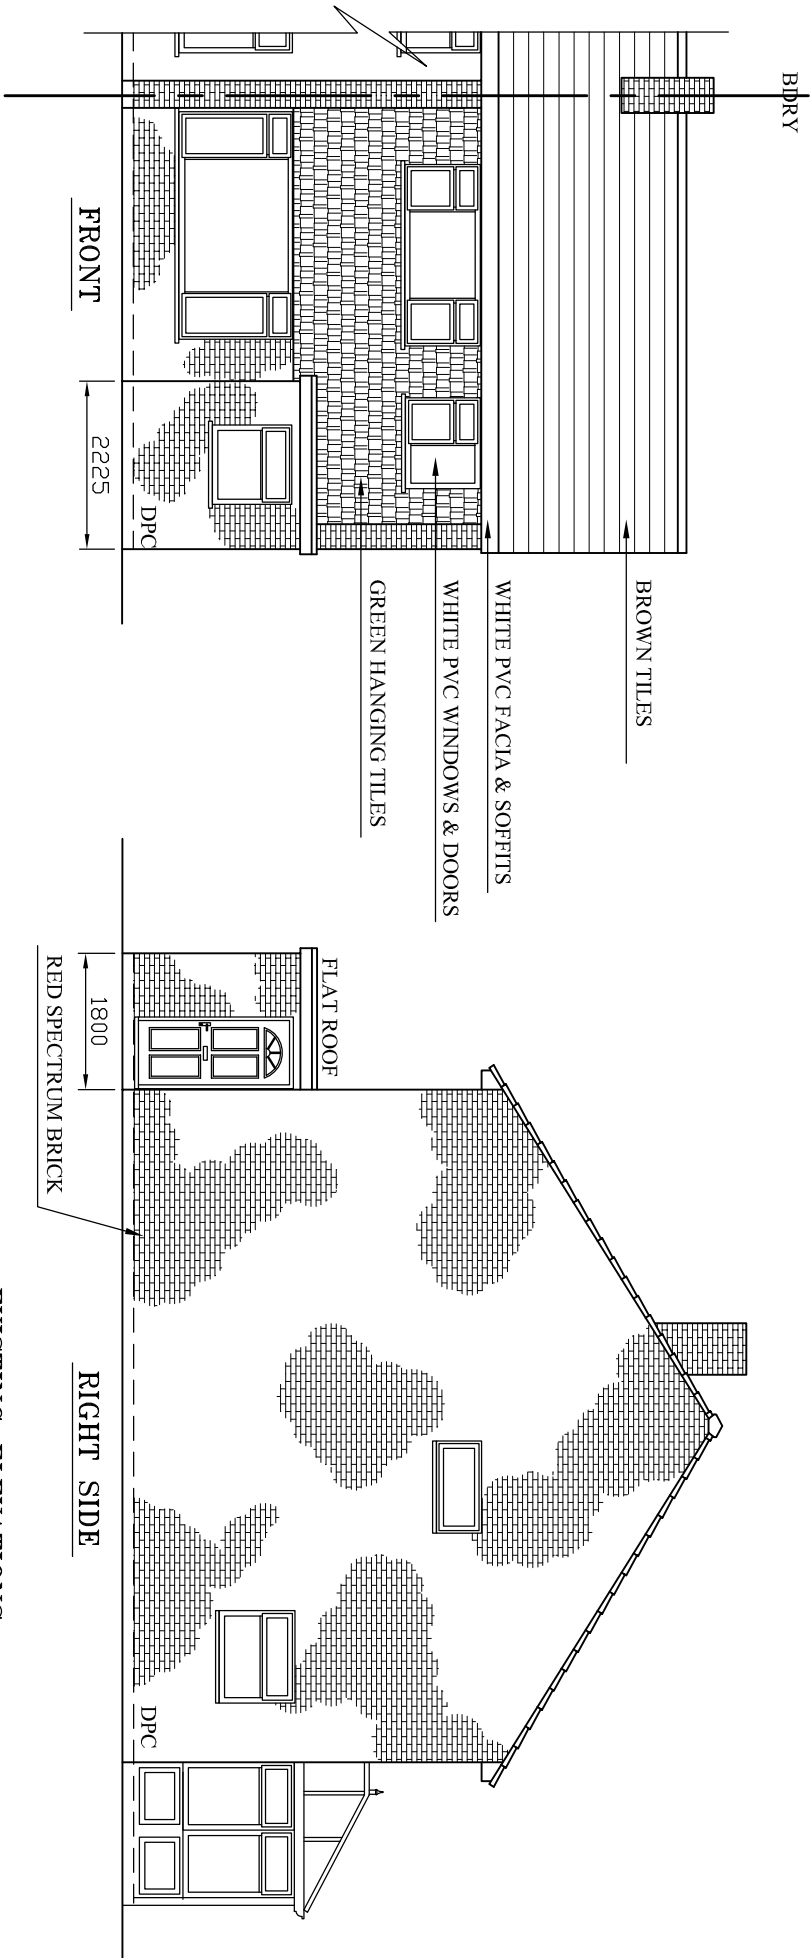 BDRY
BROWN TILES
WHITE PVC FACIA & SOFFITS
WHITE PVC WINDOWS & DOORS
GREEN HANGING TILES
DPC
2225
FRONT
FLAT ROOF
1800
RED SPECTRUM BRICK
DPC
RIGHT SIDE